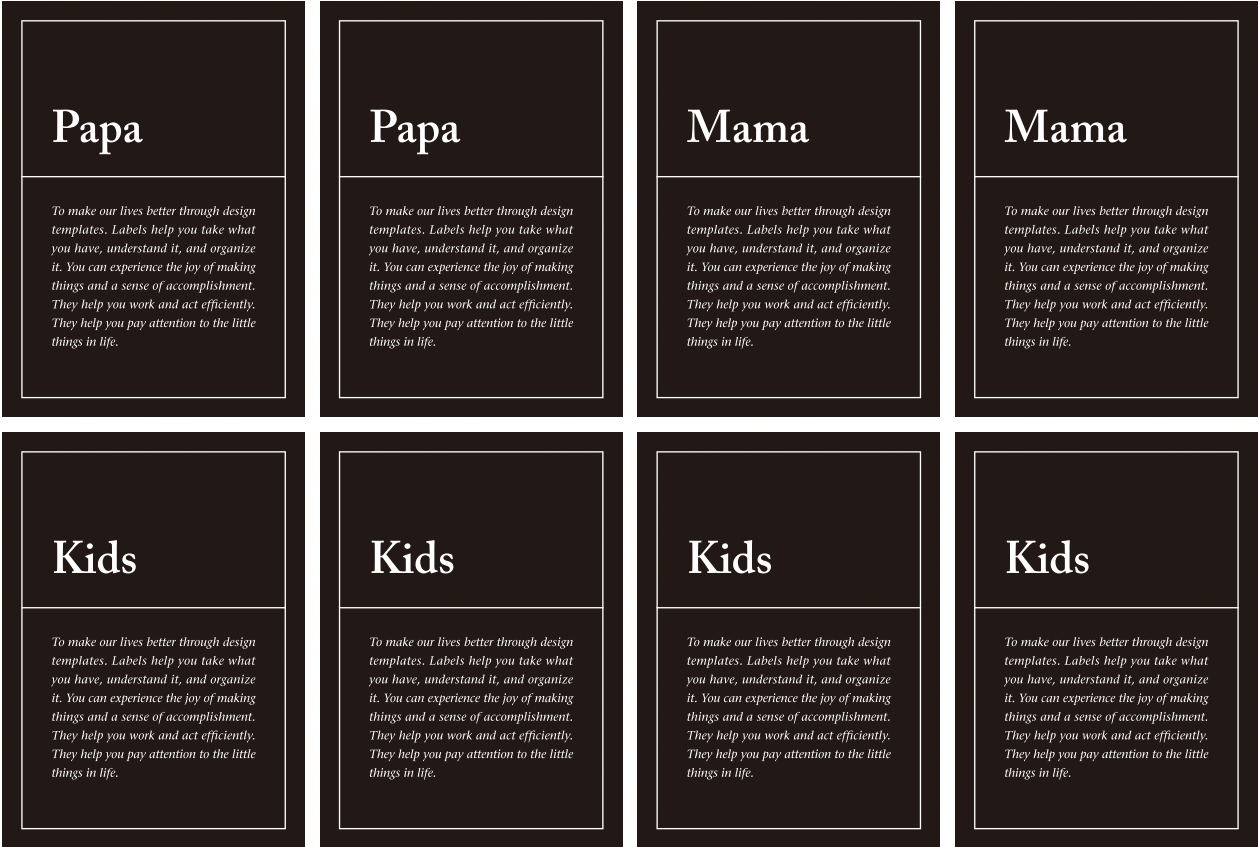 Papa
To make our lives better through design
templates. Labels help you take what
you have, understand it, and organize
it. You can experience the joy of making
things and a sense of accomplishment.
They help you work and act efficiently.
They help you pay attention to the little
things in life.
Papa
To make our lives better through design
templates. Labels help you take what
you have, understand it, and organize
it. You can experience the joy of making
things and a sense of accomplishment.
They help you work and act efficiently.
They help you pay attention to the little
things in life.
Mama
To make our lives better through design
templates. Labels help you take what
you have, understand it, and organize
it. You can experience the joy of making
things and a sense of accomplishment.
They help you work and act efficiently.
They help you pay attention to the little
things in life.
Mama
To make our lives better through design
templates. Labels help you take what
you have, understand it, and organize
it. You can experience the joy of making
things and a sense of accomplishment.
They help you work and act efficiently.
They help you pay attention to the little
things in life.
Kids
To make our lives better through design
templates. Labels help you take what
you have, understand it, and organize
it. You can experience the joy of making
things and a sense of accomplishment.
They help you work and act efficiently.
They help you pay attention to the little
things in life.
Kids
To make our lives better through design
templates. Labels help you take what
you have, understand it, and organize
it. You can experience the joy of making
things and a sense of accomplishment.
They help you work and act efficiently.
They help you pay attention to the little
things in life.
Kids
To make our lives better through design
templates. Labels help you take what
you have, understand it, and organize
it. You can experience the joy of making
things and a sense of accomplishment.
They help you work and act efficiently.
They help you pay attention to the little
things in life.
Kids
To make our lives better through design
templates. Labels help you take what
you have, understand it, and organize
it. You can experience the joy of making
things and a sense of accomplishment.
They help you work and act efficiently.
They help you pay attention to the little
things in life.